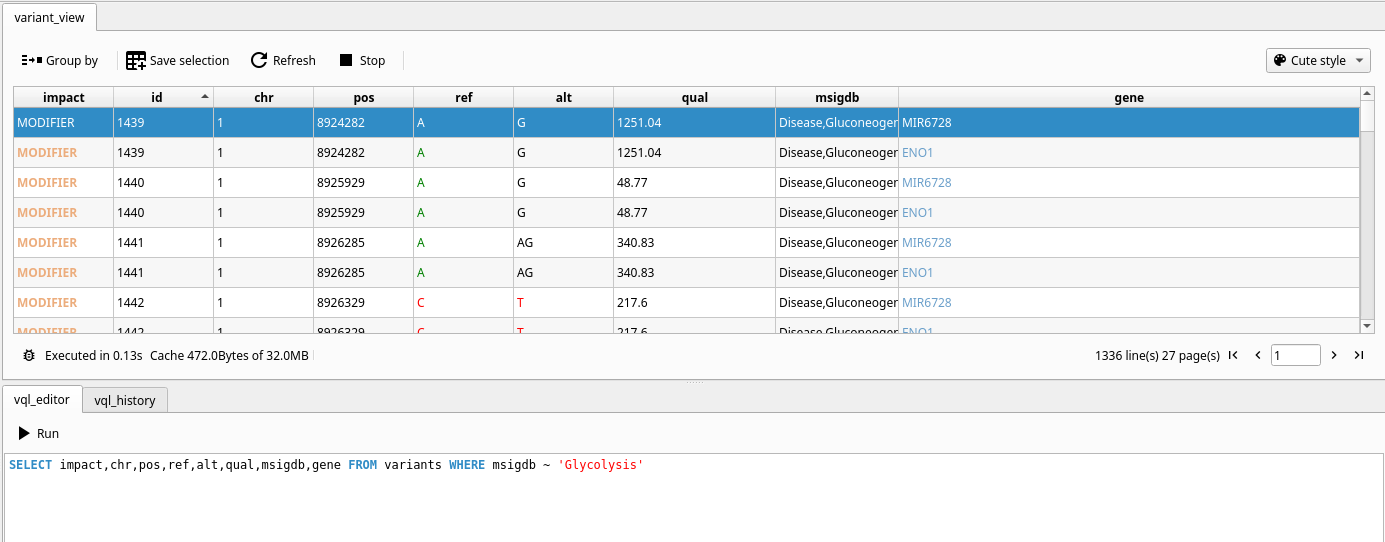 variant_view
Group by Save selection Refresh Stop Cute style
impact id chr pos ref alt qual msigdb gene
MODIFIER 1439 1 8924282 A G 1251.04 Disease,Gluconeoger MIR6728
MODIFIER 1439 1 8924282 A G 1251.04 Disease,Gluconeoger ENO1
MODIFIER 1440 1 8925929 A G 48.77 Disease,Gluconeoger MIR6728
MODIFIER 1440 1 8925929 A G 48.77 Disease,Gluconeoger ENO1
MODIFIER 1441 1 8926285 A AG 340.83 Disease,Gluconeoger MIR6728
MODIFIER 1441 1 8926285 A AG 340.83 Disease,Gluconeoger ENO1
MODIFIER 1442 1 8926329 C T 217.6 Disease,Gluconeoger MIR6728
MODIFIER 1442 1 8926329 C T 217.6 Disease,Gluconeoger ENO1
Executed in 0.13s Cache 472.0Bytes of 32.0MB 1336 line(s) 27 page(s) 1
vql_editor vql_history
Run
SELECT impact,chr,pos,ref,alt,qual,msigdb,gene FROM variants WHERE msigdb ~ 'Glycolysis'